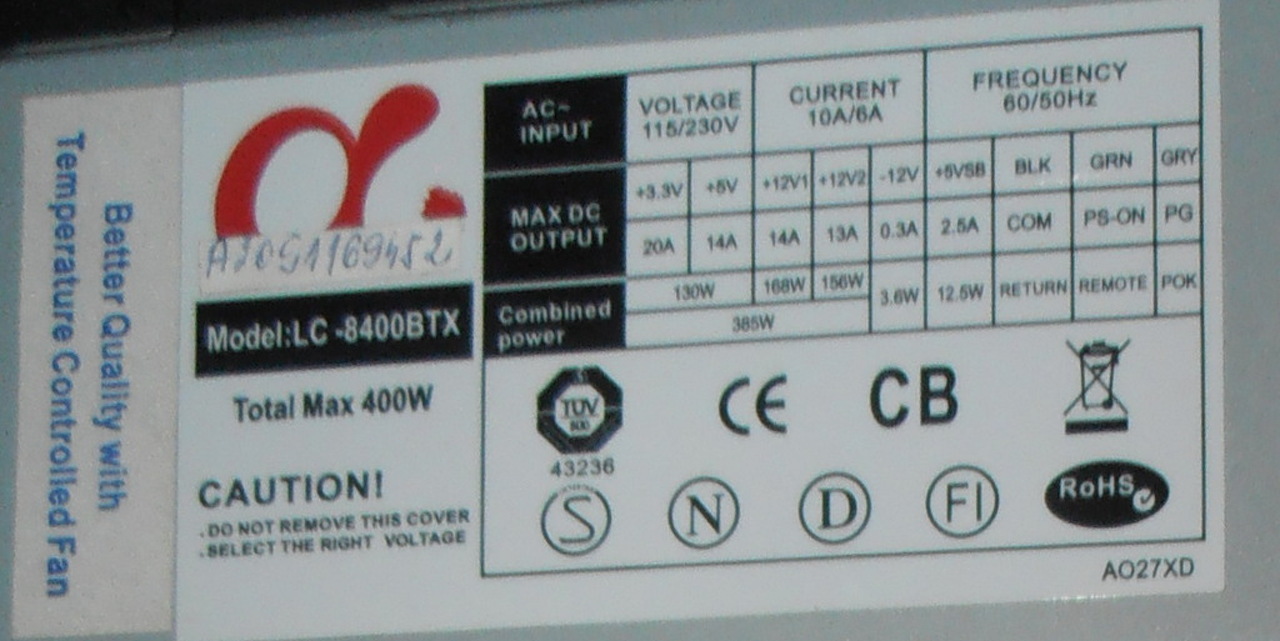 Better Quality with
Temperature Controlled Fan
Model:LC -8400BTX
Total Max 400W
CAUTION!
.DO NOT REMOVE THIS COVER
.SELECT THE RIGHT VOLTAGE
AC~ INPUT
VOLTAGE 115/230V
CURRENT 10A/6A
FREQUENCY 60/50Hz
MAX DC OUTPUT
+3.3V +5V +12V1 +12V2 -12V +5VSB BLK GRN GRY
20A 14A 14A 13A 0.3A 2.5A COM PS-ON PG
Combined power
130W 168W 156W 3.6W 12.5W RETURN REMOTE POK
385W
TUV
43236
CE
CB
S N D FI
RoHS
AO27XD